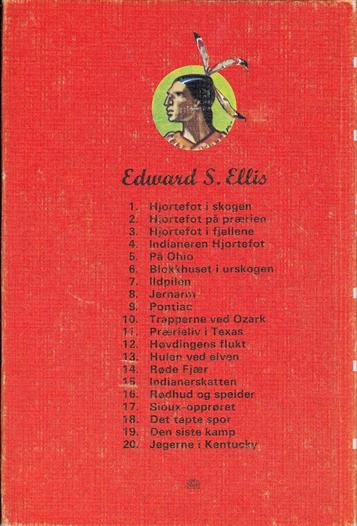 Edward S. Ellis
1. Hjortefot i skogen
2. Hjortefot på prærien
3. Hjortefot i fjellene
4. Indianeren Hjortefot
5. På Ohio
6. Blokkhuset i urskogen
7. Ildpilen
8. Jernarm
9. Pontiac
10. Trapperne ved Ozark
11. Prærieliv i Texas
12. Høvdingens flukt
13. Hulen ved elven
14. Røde Fjær
15. Indianerskatten
16. Rødhud og speider
17. Sioux-opprøret
18. Det tapte spor
19. Den siste kamp
20. Jegerne i Kentucky